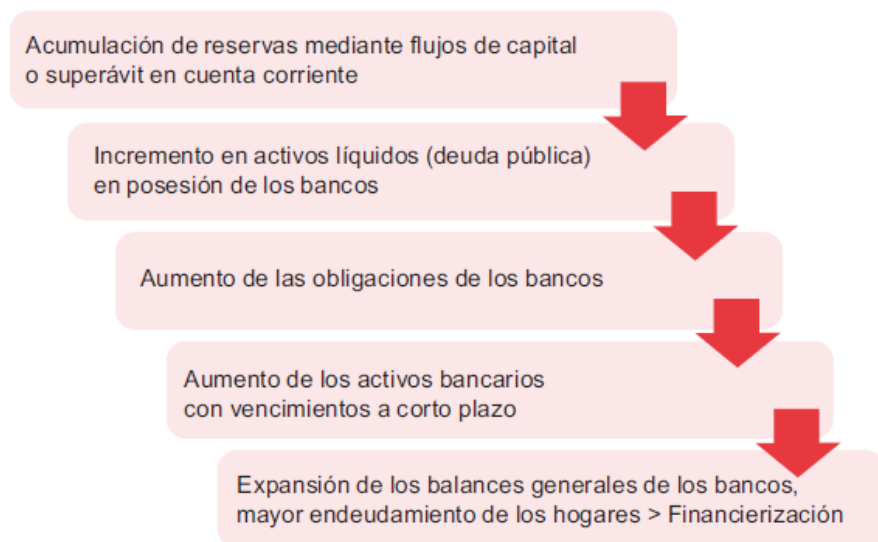 Acumulación de reservas mediante flujos de capital
o superávit en cuenta corriente
Incremento en activos líquidos (deuda pública)
en posesión de los bancos
Aumento de las obligaciones de los bancos
Aumento de los activos bancarios
con vencimientos a corto plazo
Expansión de los balances generales de los bancos,
mayor endeudamiento de los hogares > Financierización